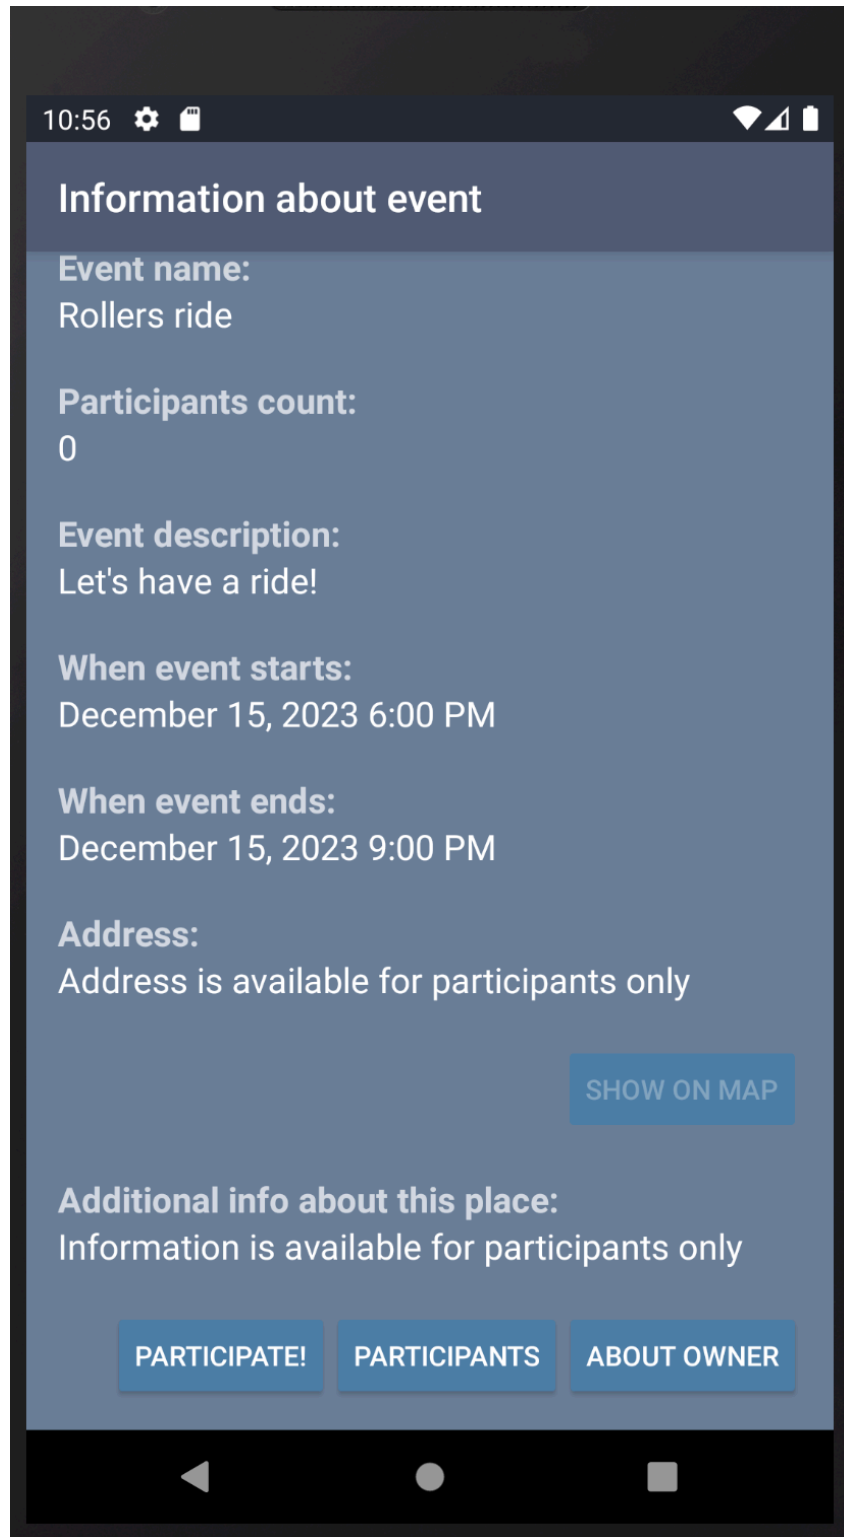 10:56
Information about event
Event name:
Rollers ride
Participants count:
0
Event description:
Let's have a ride!
When event starts:
December 15, 2023 6:00 PM
When event ends:
December 15, 2023 9:00 PM
Address:
Address is available for participants only
SHOW ON MAP
Additional info about this place:
Information is available for participants only
PARTICIPATE! PARTICIPANTS ABOUT OWNER